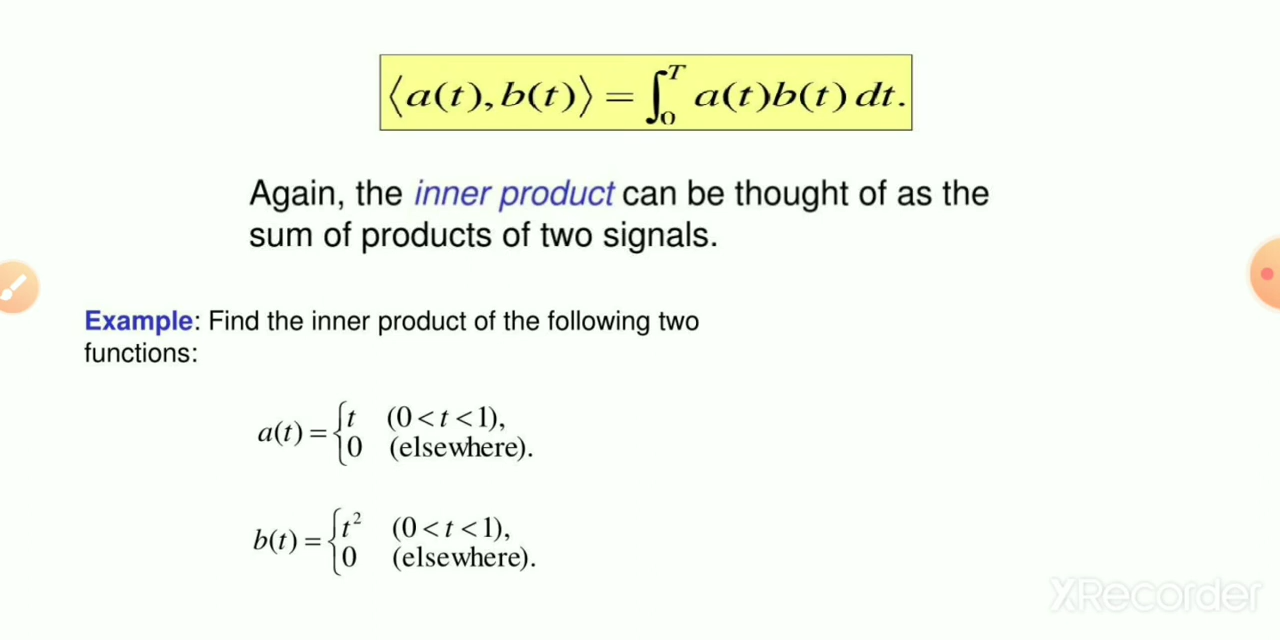 ⟨a(t), b(t)⟩ = ∫₀ᵀ a(t)b(t) dt.
Again, the inner product can be thought of as the
sum of products of two signals.
Example: Find the inner product of the following two
functions:
a(t) = { t (0 < t < 1),
0 (elsewhere).
b(t) = { t² (0 < t < 1),
0 (elsewhere).
XRecorder